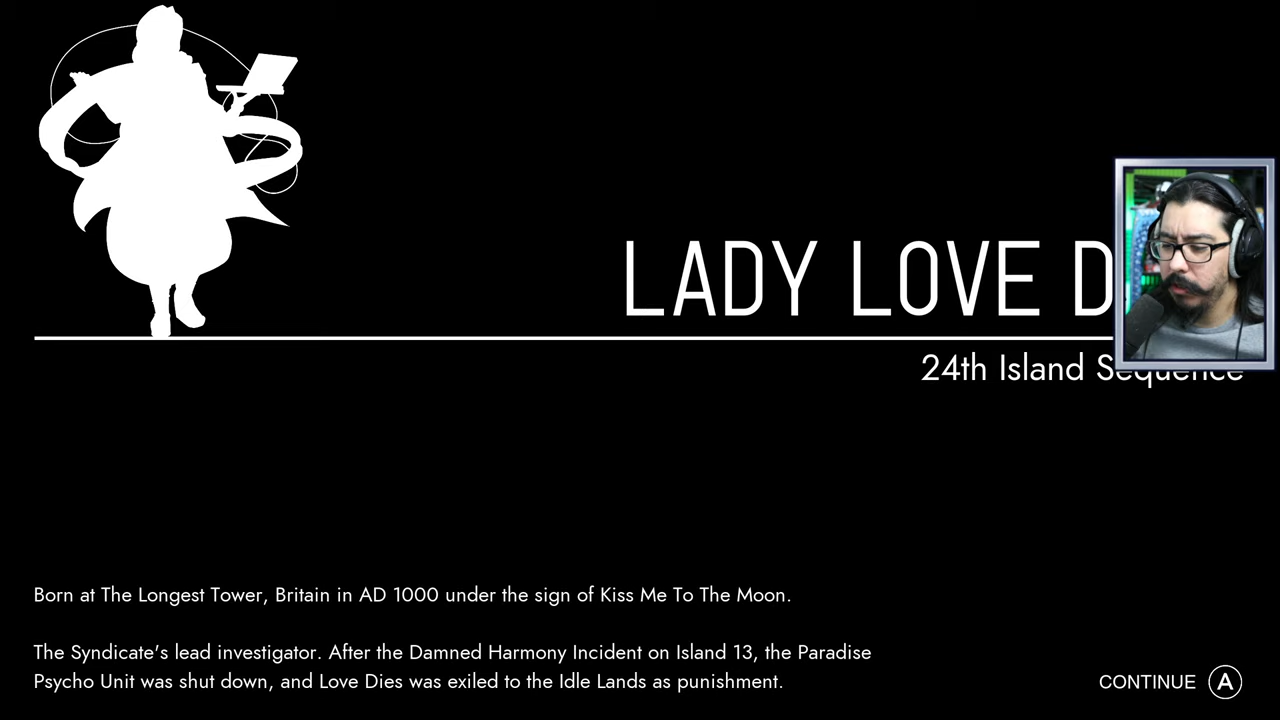 LADY LOVE
24th Island Sequence
Born at The Longest Tower, Britain in AD 1000 under the sign of Kiss Me To The Moon.
The Syndicate's lead investigator. After the Damned Harmony Incident on Island 13, the Paradise
Psycho Unit was shut down, and Love Dies was exiled to the Idle Lands as punishment.
CONTINUE A